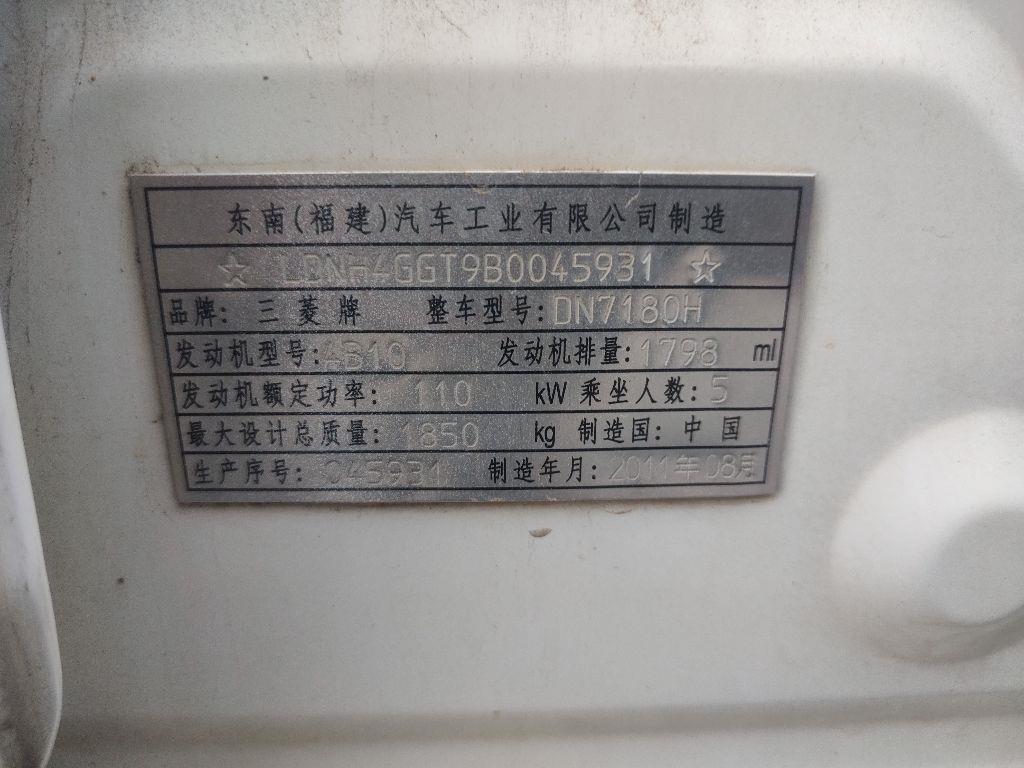 东南(福建)汽车工业有限公司制造
☆ LDNH4GGT9B0045931 ☆
品牌: 三菱牌 整车型号: DN7180H
发动机型号: 4B10 发动机排量: 1798 ml
发动机额定功率: 110 kW 乘坐人数: 5
最大设计总质量: 1850 kg 制造国: 中国
生产序号: 045931 制造年月: 2011年08月